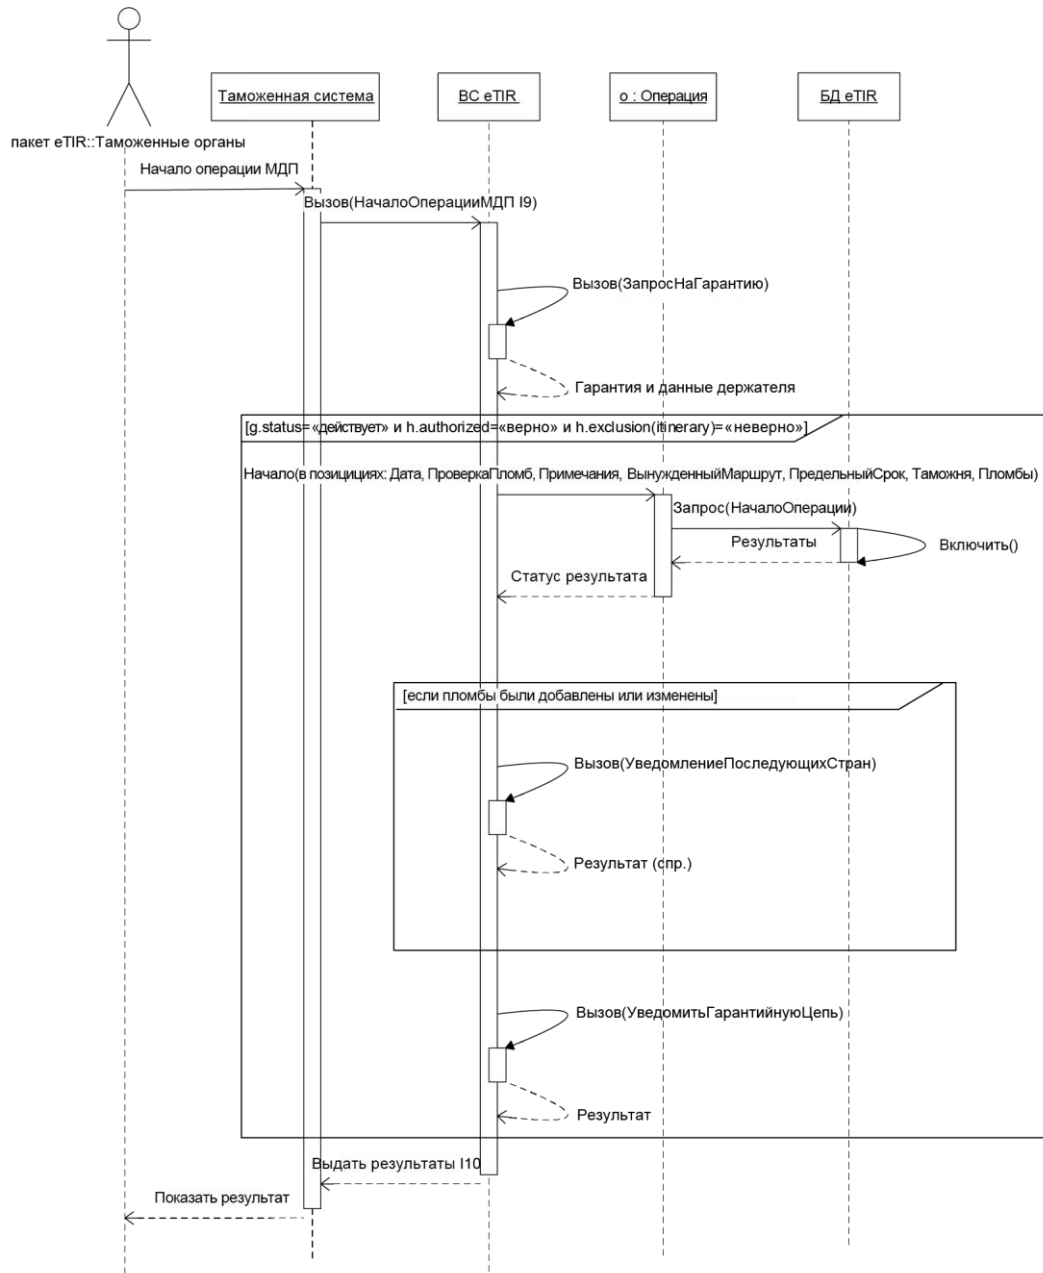 Таможенная система
ВС eTIR
о : Операция
БД eTIR
пакет eTIR::Таможенные органы
Начало операции МДП
Вызов(НачалоОперацииМДП I9)
Вызов(ЗапросНаГарантию)
Гарантия и данные держателя
[g.status=«действует» и h.authorized=«верно» и h.exclusion(itinerary)=«неверно»]
Начало(в позицициях: Дата, ПроверкаПломб, Примечания, ВынужденныйМаршрут, ПредельныйСрок, Таможня, Пломбы)
Запрос(НачалоОперации)
Результаты
Включить()
Статус результата
[если пломбы были добавлены или изменены]
Вызов(УведомлениеПоследующихСтран)
Результат (спр.)
Вызов(УведомитьГарантийнуюЦепь)
Результат
Выдать результаты I10
Показать результат